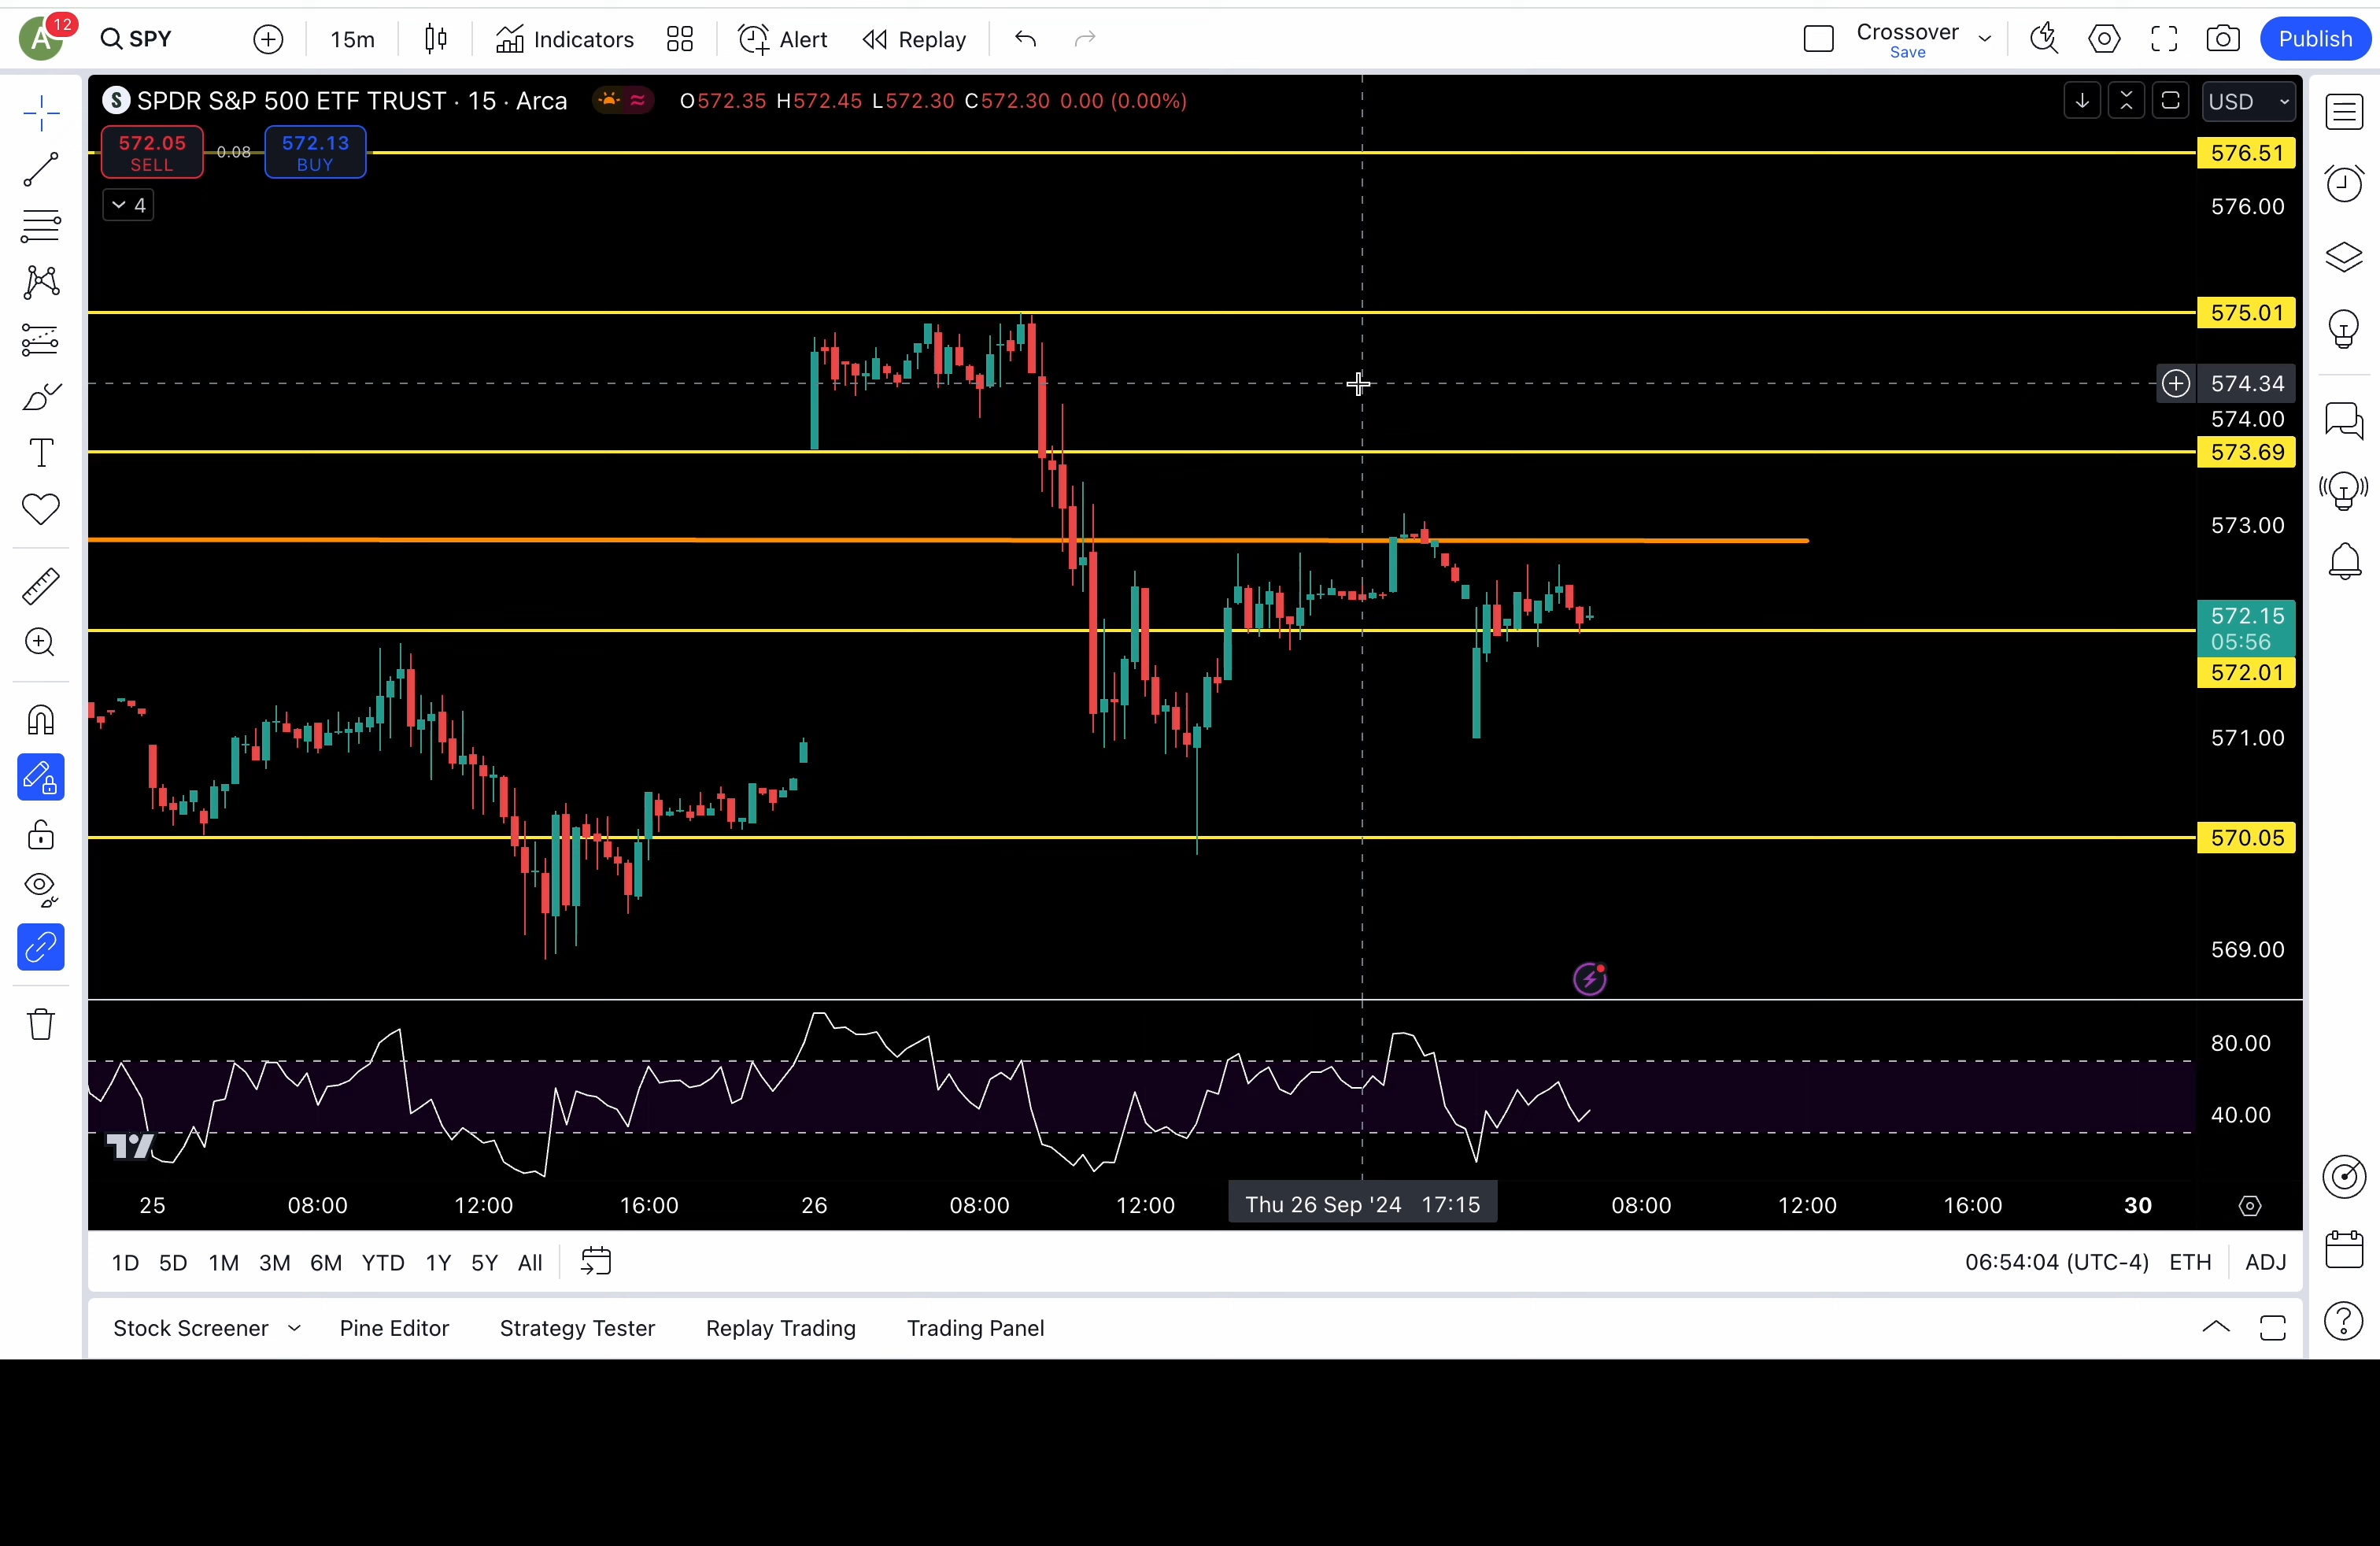 A 12 SPY 15m Indicators Alert Replay Crossover Save Publish
S SPDR S&P 500 ETF TRUST · 15 · Arca O572.35 H572.45 L572.30 C572.30 0.00 (0.00%) USD
572.05 SELL 0.08 572.13 BUY
4
576.51
576.00
575.01
574.34
574.00
573.69
573.00
572.15
05:56
572.01
571.00
570.05
569.00
80.00
40.00
25 08:00 12:00 16:00 26 08:00 12:00 Thu 26 Sep '24 17:15 08:00 12:00 16:00 30
1D 5D 1M 3M 6M YTD 1Y 5Y All 06:54:04 (UTC-4) ETH ADJ
Stock Screener Pine Editor Strategy Tester Replay Trading Trading Panel